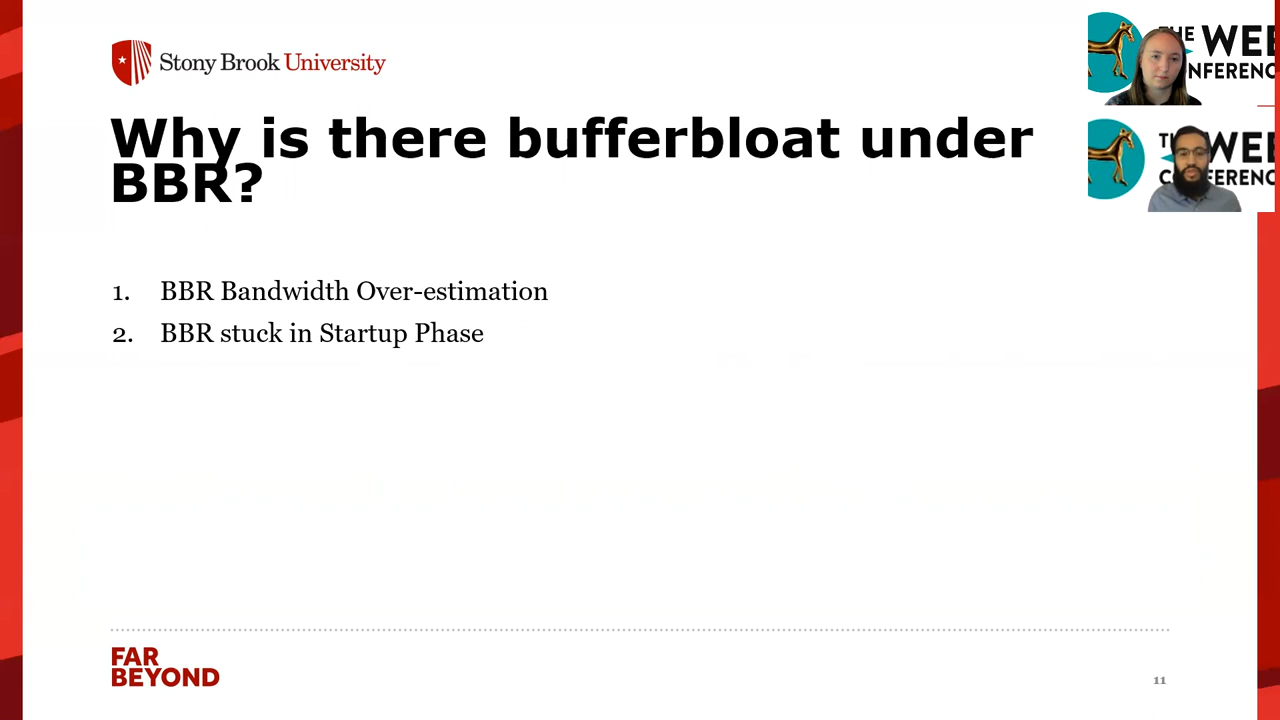 Stony Brook University
Why is there bufferbloat under
BBR?
1. BBR Bandwidth Over-estimation
2. BBR stuck in Startup Phase
FAR
BEYOND
11